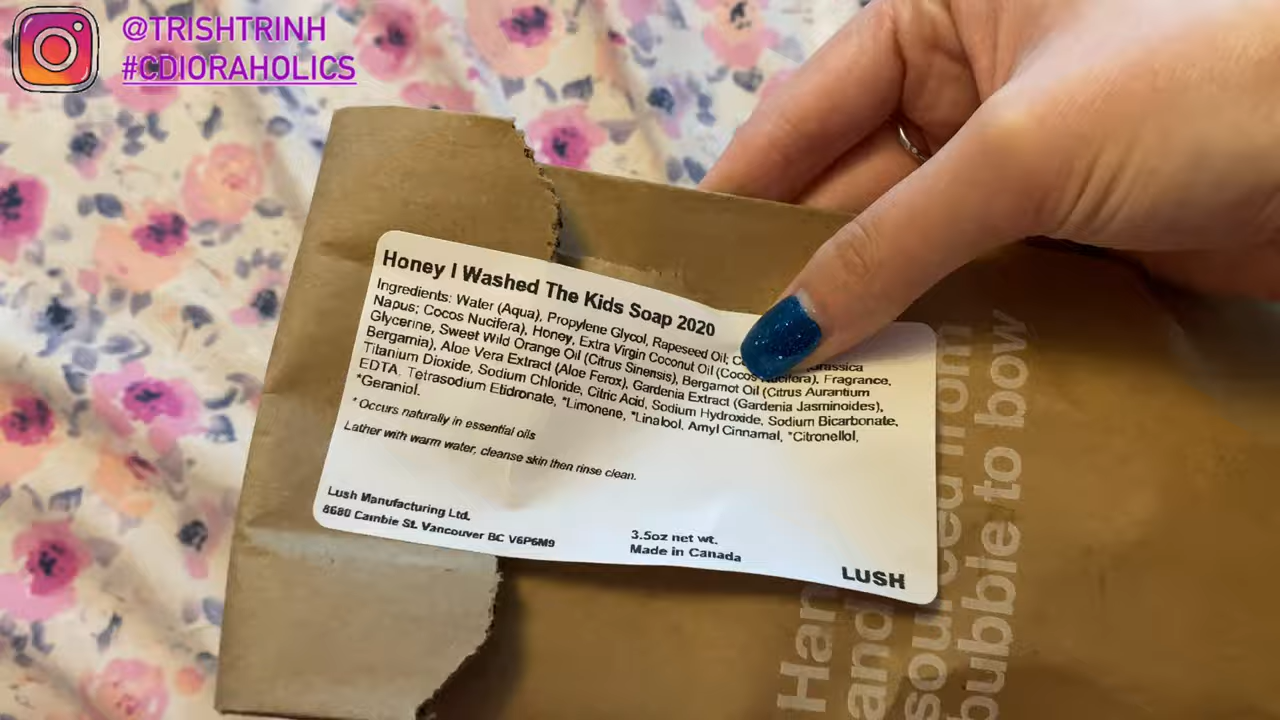 @TRISHTRINH
#CDIORAHOLICS
Honey I Washed The Kids Soap 2020
Ingredients: Water (Aqua), Propylene Glycol, Rapeseed Oil;
Napus; Cocos Nucifera), Honey, Extra Virgin Coconut Oil (Cocos Nucifera), Fragrance,
Glycerine, Sweet Wild Orange Oil (Citrus Sinensis), Bergamot Oil (Citrus Aurantium
Bergamia), Aloe Vera Extract (Aloe Ferox), Gardenia Extract (Gardenia Jasminoides),
Titanium Dioxide, Sodium Chloride, Citric Acid, Sodium Hydroxide, Sodium Bicarbonate,
EDTA, Tetrasodium Etidronate, *Limonene, *Linalool, Amyl Cinnamal, *Citronellol,
*Geraniol.
* Occurs naturally in essential oils
Lather with warm water, cleanse skin then rinse clean.
Lush Manufacturing Ltd.
8680 Cambie St. Vancouver BC V6P6M9
3.5oz net wt.
Made in Canada
LUSH
and
bubble to bow